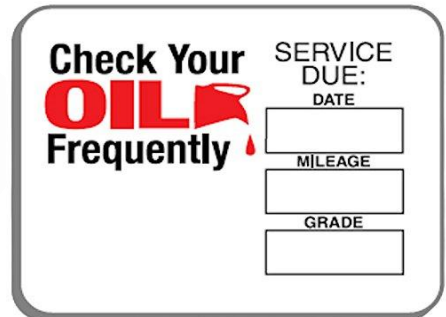 Check Your
OIL
Frequently
SERVICE
DUE:
DATE
MILEAGE
GRADE